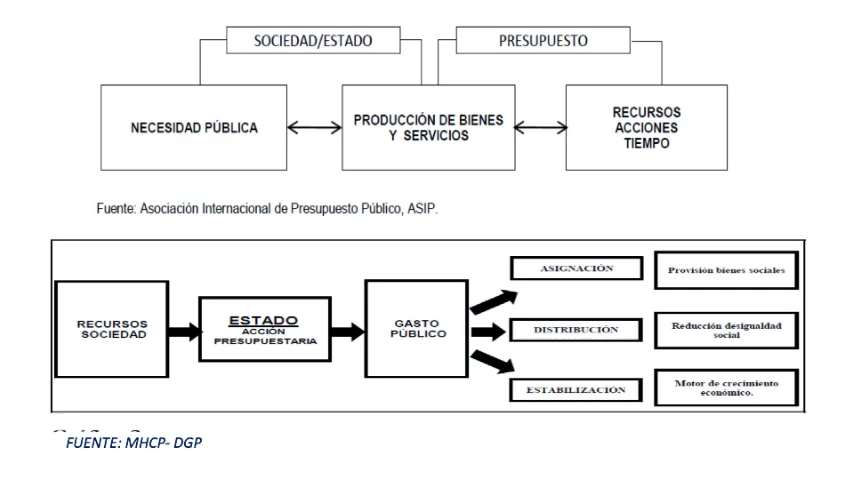 SOCIEDAD/ESTADO
PRESUPUESTO
NECESIDAD PÚBLICA
PRODUCCIÓN DE BIENES
Y SERVICIOS
RECURSOS
ACCIONES
TIEMPO
Fuente: Asociación Internacional de Presupuesto Público, ASIP.
RECURSOS
SOCIEDAD
ESTADO
ACCIÓN
PRESUPUESTARIA
GASTO
PÚBLICO
ASIGNACIÓN
Provisión bienes sociales
DISTRIBUCIÓN
Reducción desigualdad
social
ESTABILIZACIÓN
Motor de crecimiento
económico.
FUENTE: MHCP- DGP